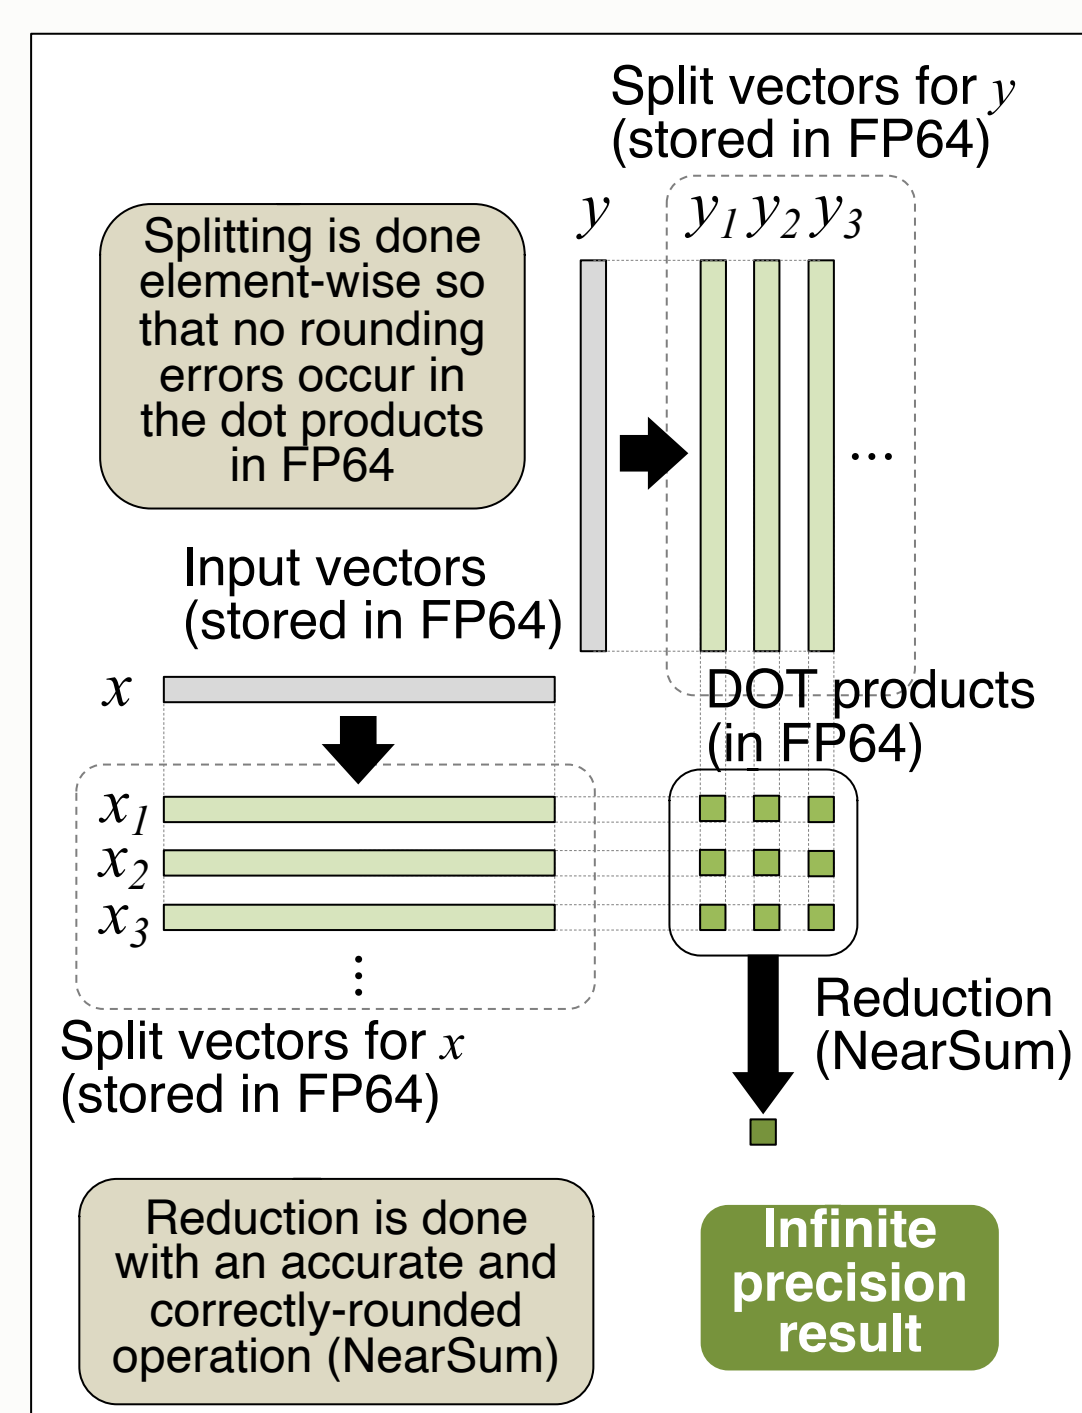 Split vectors for y
(stored in FP64)
y y1 y2 y3
Splitting is done
element-wise so
that no rounding
errors occur in
the dot products
in FP64
...
Input vectors
(stored in FP64)
x
DOT products
(in FP64)
x1
x2
x3
⋮
Split vectors for x
(stored in FP64)
Reduction
(NearSum)
Reduction is done
with an accurate and
correctly-rounded
operation (NearSum)
Infinite
precision
result